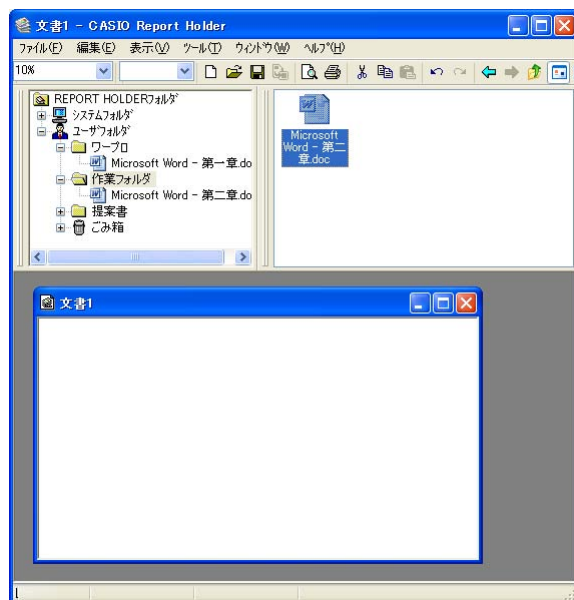 文書1 - CASIO Report Holder
ファイル(F) 編集(E) 表示(V) ツール(T) ウィンドウ(W) ヘルプ(H)
10%
REPORT HOLDERフォルダ
システムフォルダ
ユーザフォルダ
ワープロ
Microsoft Word - 第一章.do
作業フォルダ
Microsoft Word - 第二章.do
提案書
ごみ箱
Microsoft
Word - 第二
章.doc
文書1